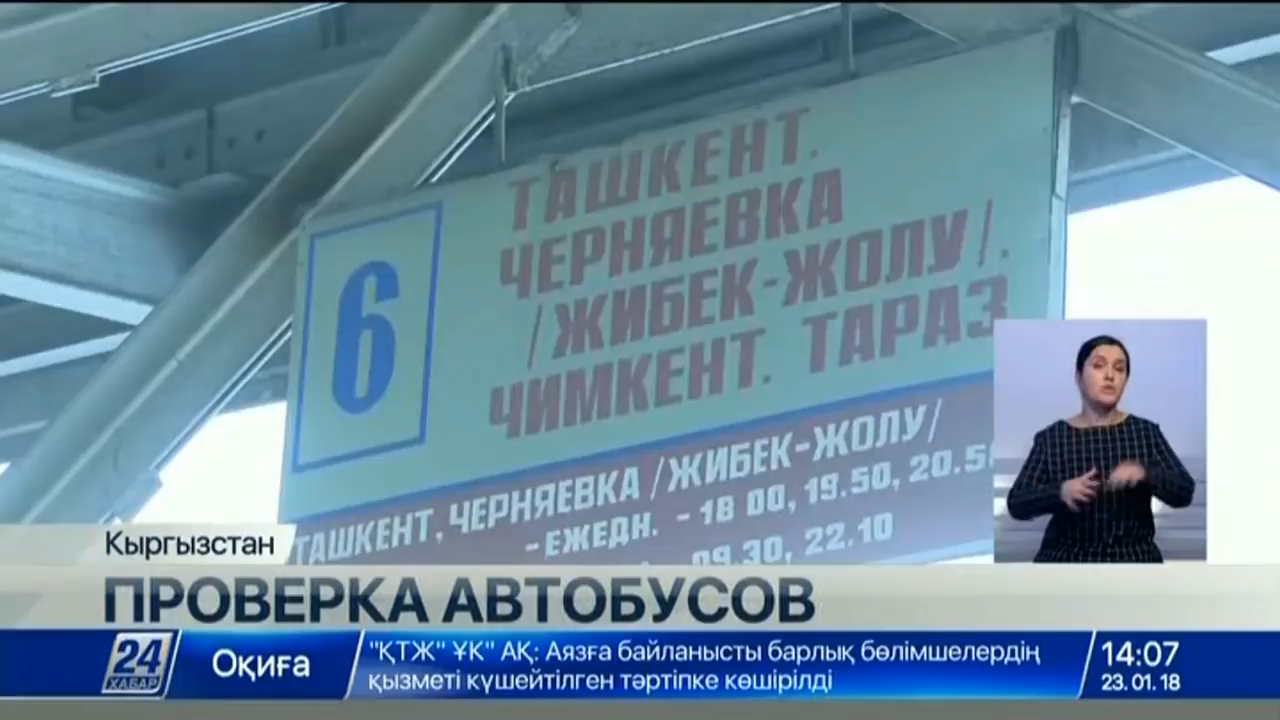 6
ТАШКЕНТ.
ЧЕРНЯЕВКА
/ЖИБЕК-ЖОЛУ/.
ЧИМКЕНТ. ТАРАЗ
ТАШКЕНТ, ЧЕРНЯЕВКА /ЖИБЕК-ЖОЛУ/
-ЕЖЕДН. - 18 00, 19.50,
09.30, 22.10
Кыргызстан
ПРОВЕРКА АВТОБУСОВ
24
ХАБАР
Оқиға
"ҚТЖ" ҰК" АҚ: Аязға байланысты барлық бөлімшелердің
қызметі күшейтілген тәртіпке көшірілді
14:07
23. 01. 18